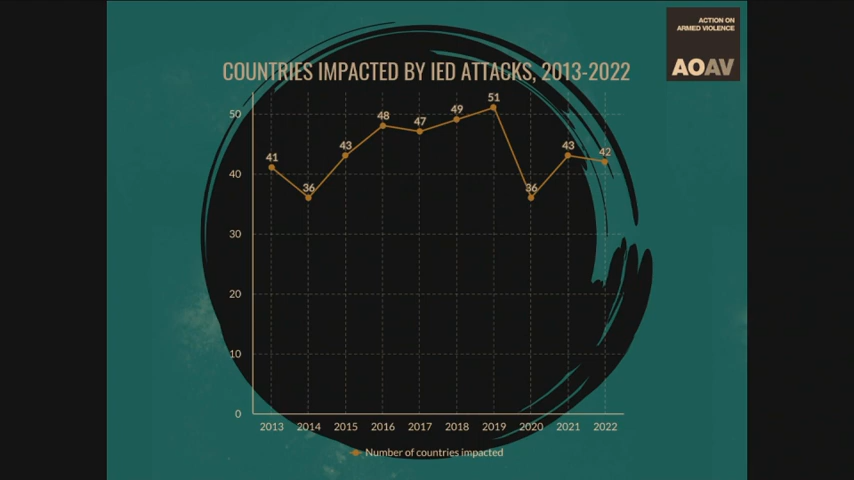 ACTION ON
ARMED VIOLENCE
AOAV
COUNTRIES IMPACTED BY IED ATTACKS, 2013-2022
50
40
30
20
10
0
41
36
43
48
47
49
51
36
43
42
2013 2014 2015 2016 2017 2018 2019 2020 2021 2022
Number of countries impacted